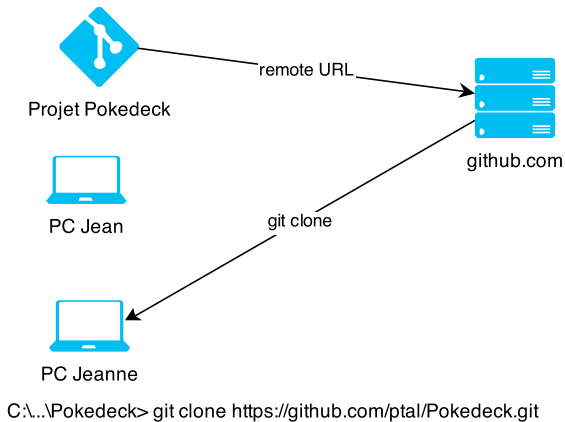 remote URL
Projet Pokedeck
github.com
PC Jean
git clone
PC Jeanne
C:\...\Pokedeck> git clone https://github.com/ptal/Pokedeck.git